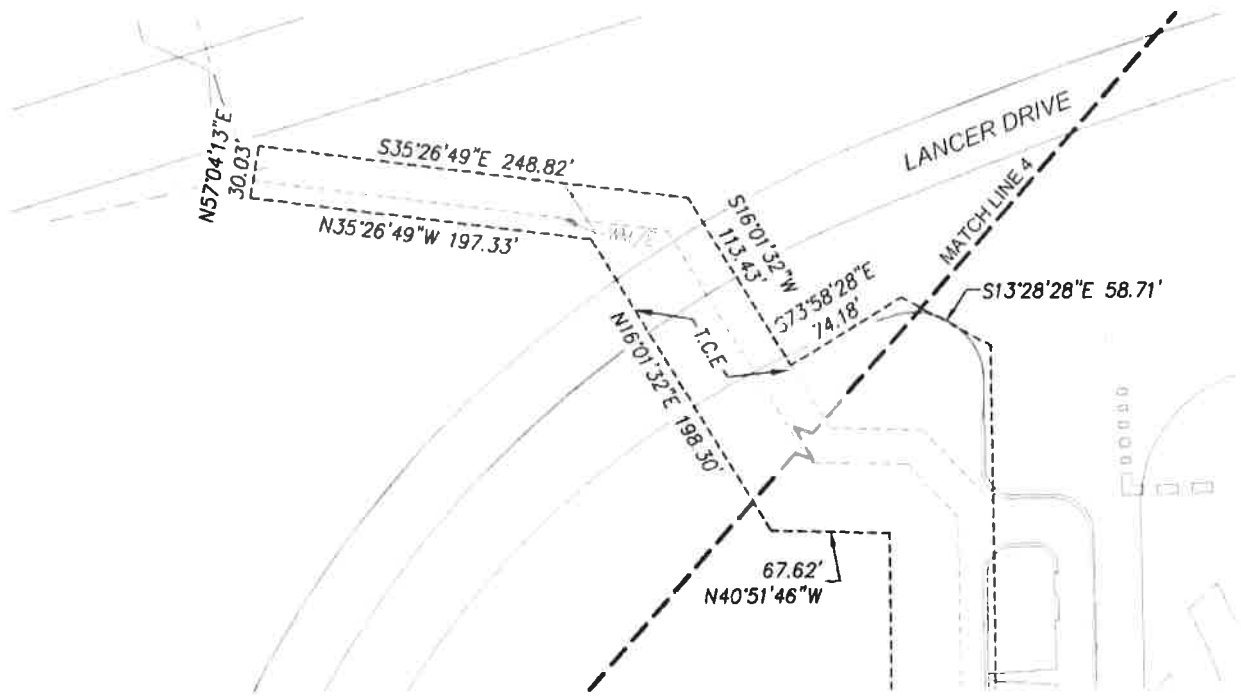 N57°04'13"E
30.03'
S35°26'49"E 248.82'
N35°26'49"W 197.33'
S16°01'32"W
113.43'
LANCER DRIVE
MATCH LINE 4
S13°28'28"E 58.71'
S73°58'28"E
74.18'
T.C.E
N16°01'32"E 198.30'
67.62'
N40°51'46"W